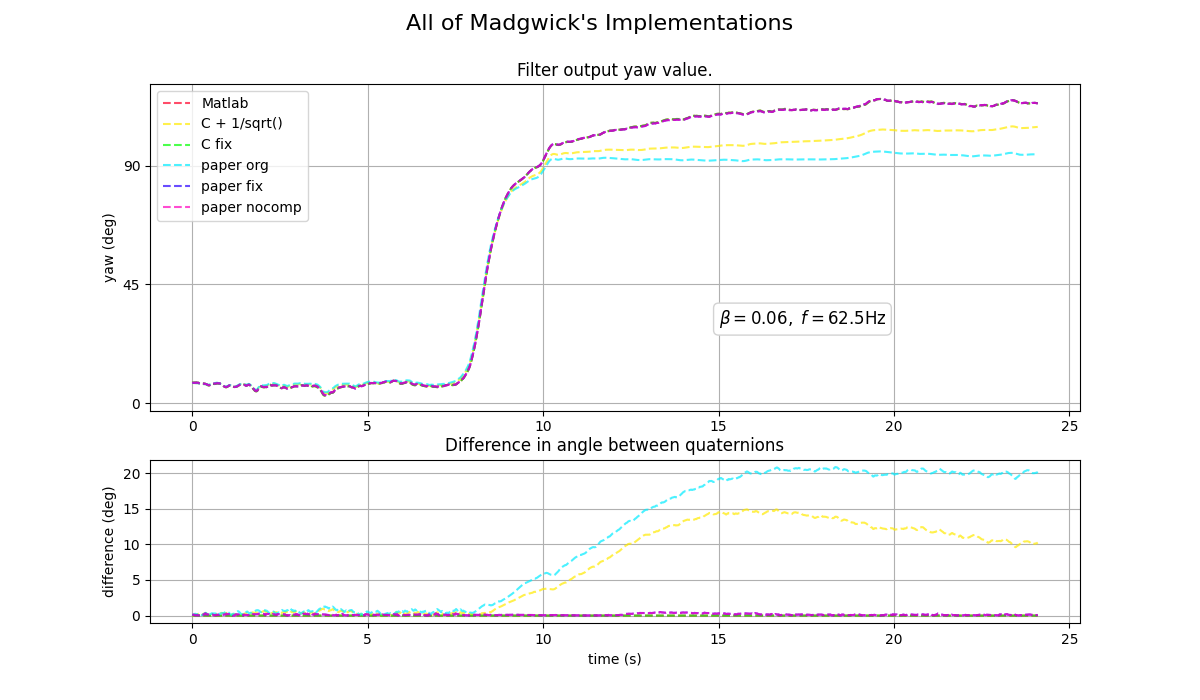 All of Madgwick's Implementations
Filter output yaw value.
Matlab
C + 1/sqrt()
C fix
paper org
paper fix
paper nocomp
yaw (deg)
90
45
0
β = 0.06, f = 62.5Hz
0 5 10 15 20 25
Difference in angle between quaternions
difference (deg)
20
15
10
5
0
0 5 10 15 20 25
time (s)